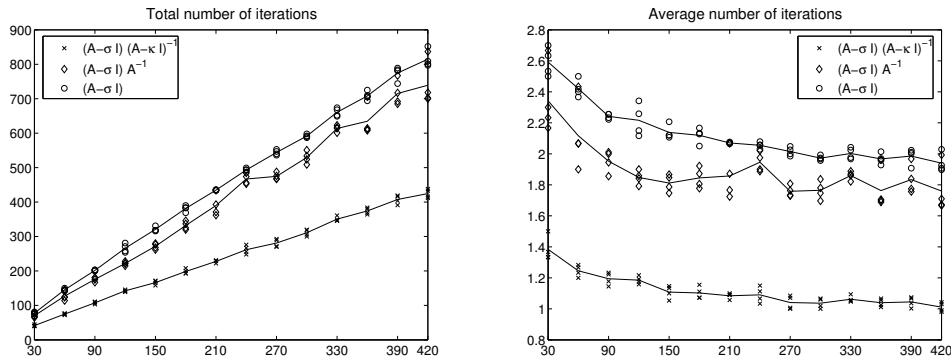 Total number of iterations
900
800
700
600
500
400
300
200
100
0
30 90 150 210 270 330 390 420
(A−σ I) (A−κ I)⁻¹
(A−σ I) A⁻¹
(A−σ I)
Average number of iterations
2.8
2.6
2.4
2.2
2
1.8
1.6
1.4
1.2
1
0.8
30 90 150 210 270 330 390 420
(A−σ I) (A−κ I)⁻¹
(A−σ I) A⁻¹
(A−σ I)